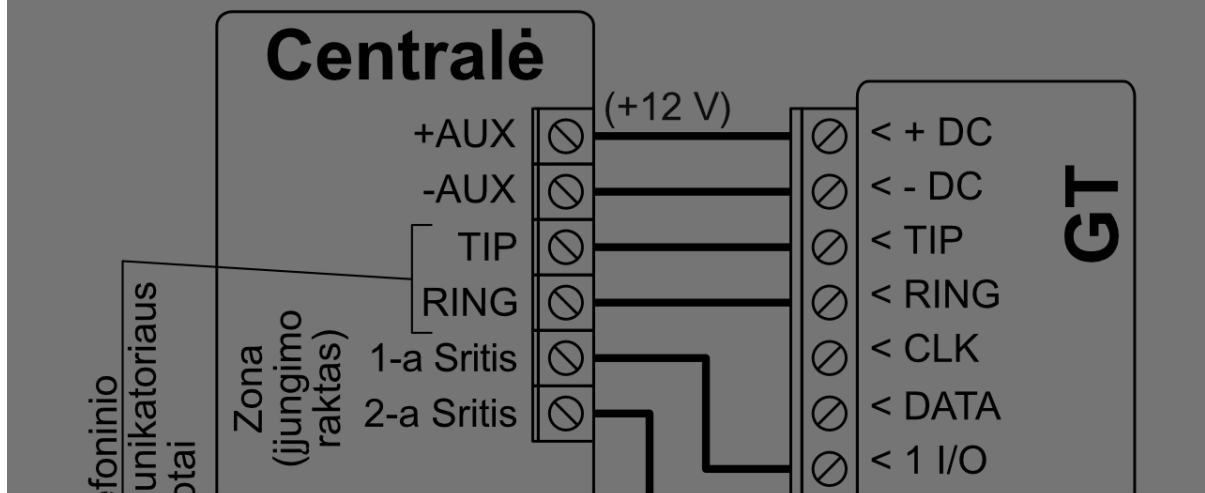 Centralė
(+12 V)
+AUX
< + DC
-AUX
< - DC
TIP
< TIP
RING
< RING
1-a Sritis
< CLK
2-a Sritis
< DATA
< 1 I/O
GT
Zona
(įjungimo
raktas)